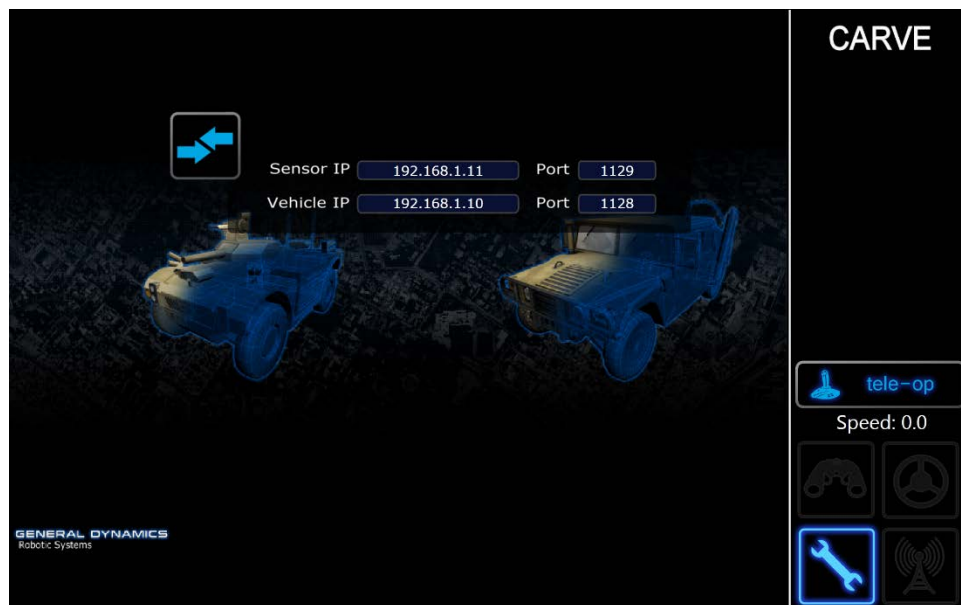 CARVE
Sensor IP 192.168.1.11 Port 1129
Vehicle IP 192.168.1.10 Port 1128
tele-op
Speed: 0.0
GENERAL DYNAMICS
Robotic Systems